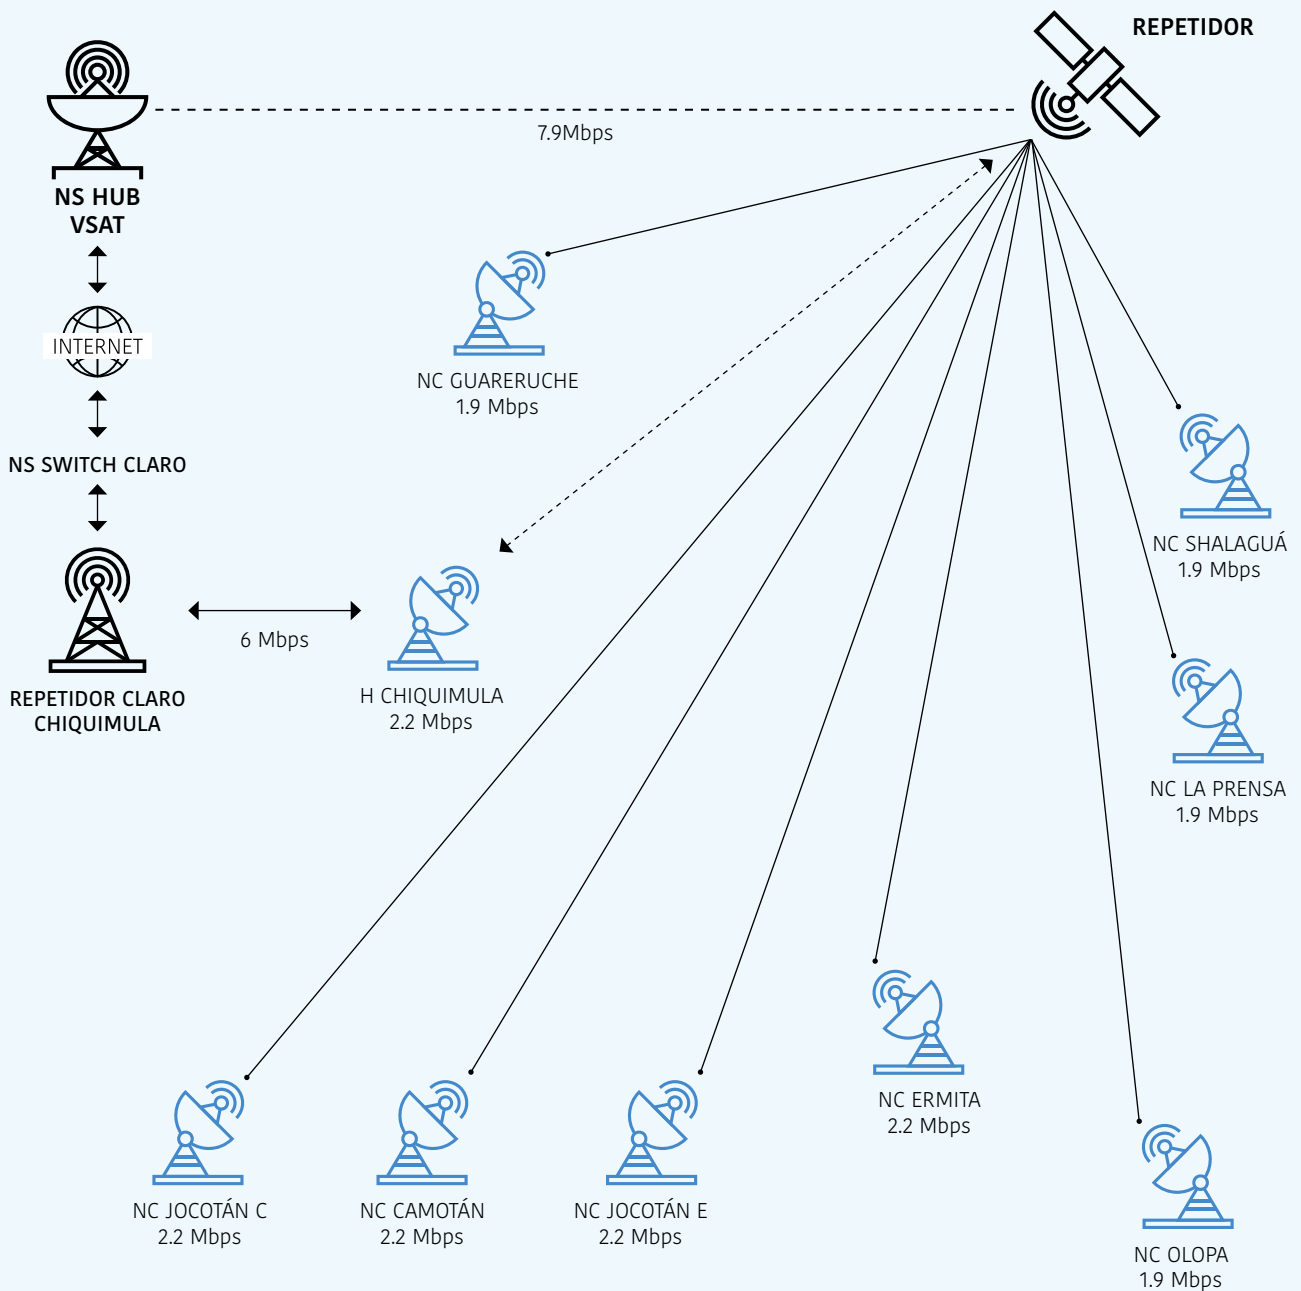 REPETIDOR
7.9Mbps
NS HUB
VSAT
INTERNET
NS SWITCH CLARO
REPETIDOR CLARO
CHIQUIMULA
6 Mbps
NC GUARERUCHE
1.9 Mbps
H CHIQUIMULA
2.2 Mbps
NC SHALAGUÁ
1.9 Mbps
NC LA PRENSA
1.9 Mbps
NC ERMITA
2.2 Mbps
NC JOCOTÁN C
2.2 Mbps
NC CAMOTÁN
2.2 Mbps
NC JOCOTÁN E
2.2 Mbps
NC OLOPA
1.9 Mbps